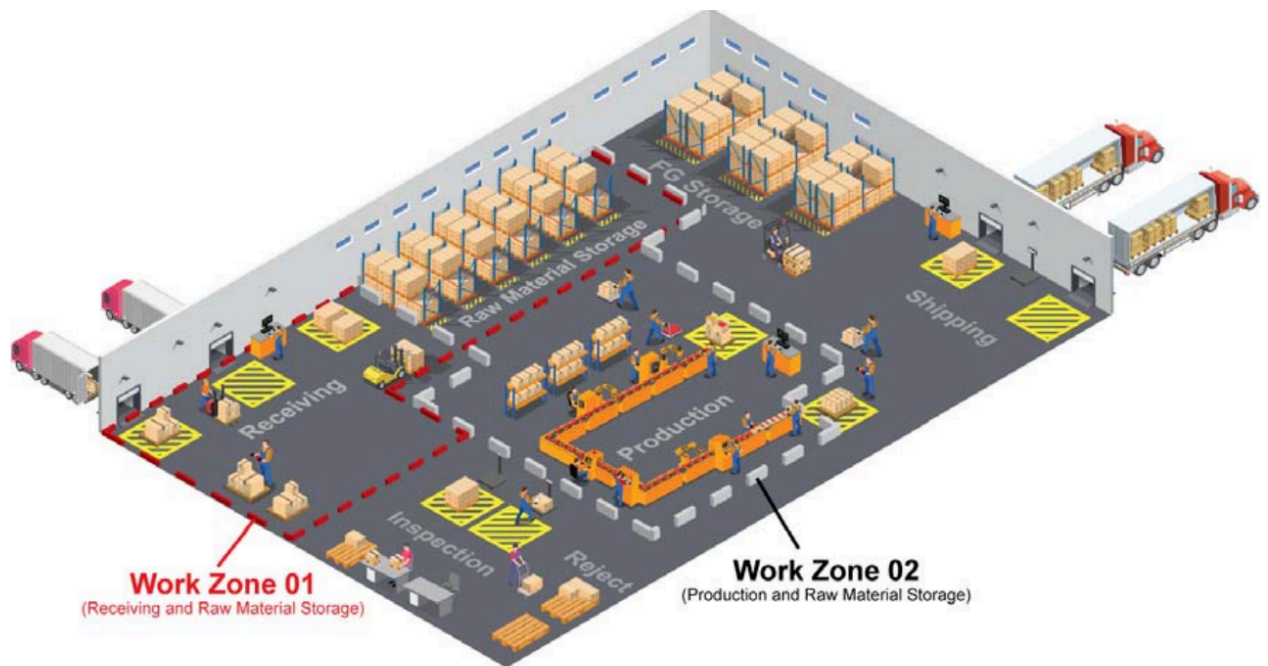 FG Storage
Raw Material Storage
Shipping
Receiving
Production
Inspection
Reject
Work Zone 01
(Receiving and Raw Material Storage)
Work Zone 02
(Production and Raw Material Storage)